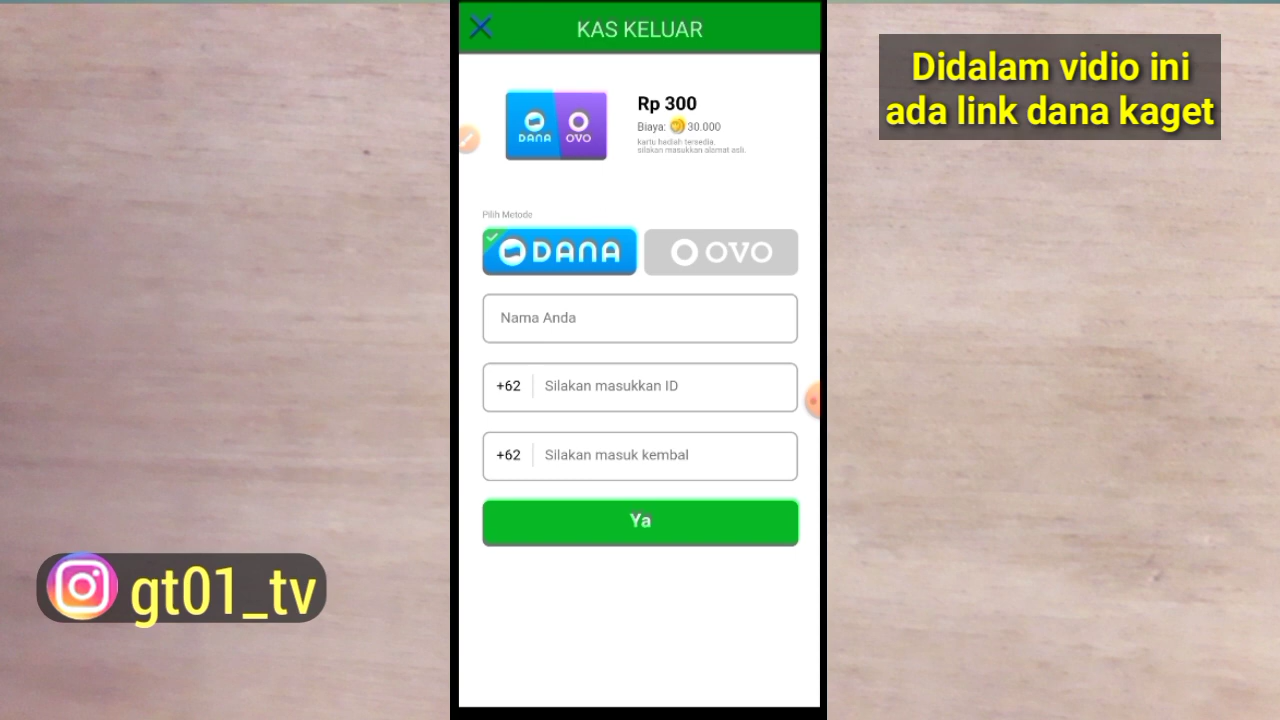 KAS KELUAR
Didalam vidio ini
ada link dana kaget
DANA
OVO
Rp 300
Biaya: 30.000
kartu hadiah tersedia,
silakan masukkan alamat asli.
Pilih Metode
DANA
OVO
Nama Anda
+62 Silakan masukkan ID
+62 Silakan masuk kembal
Ya
gt01_tv